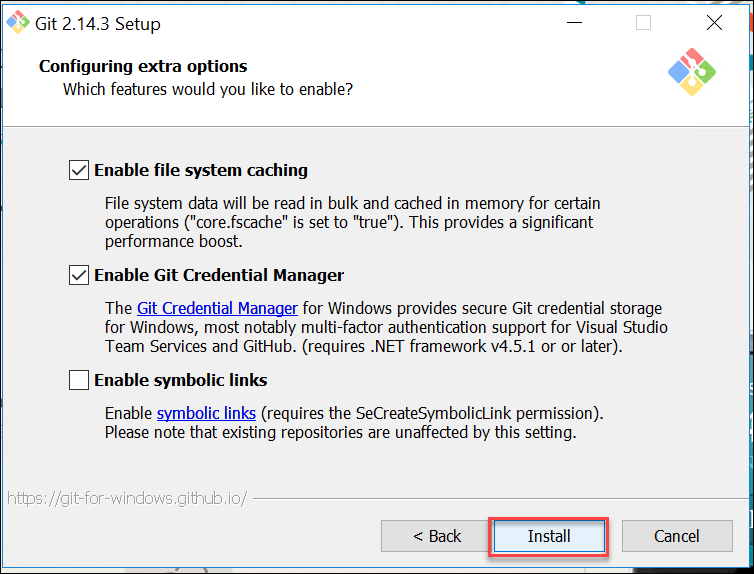 Git 2.14.3 Setup
Configuring extra options
Which features would you like to enable?
Enable file system caching
File system data will be read in bulk and cached in memory for certain
operations ("core.fscache" is set to "true"). This provides a significant
performance boost.
Enable Git Credential Manager
The Git Credential Manager for Windows provides secure Git credential storage
for Windows, most notably multi-factor authentication support for Visual Studio
Team Services and GitHub. (requires .NET framework v4.5.1 or or later).
Enable symbolic links
Enable symbolic links (requires the SeCreateSymbolicLink permission).
Please note that existing repositories are unaffected by this setting.
https://git-for-windows.github.io/
< Back
Install
Cancel